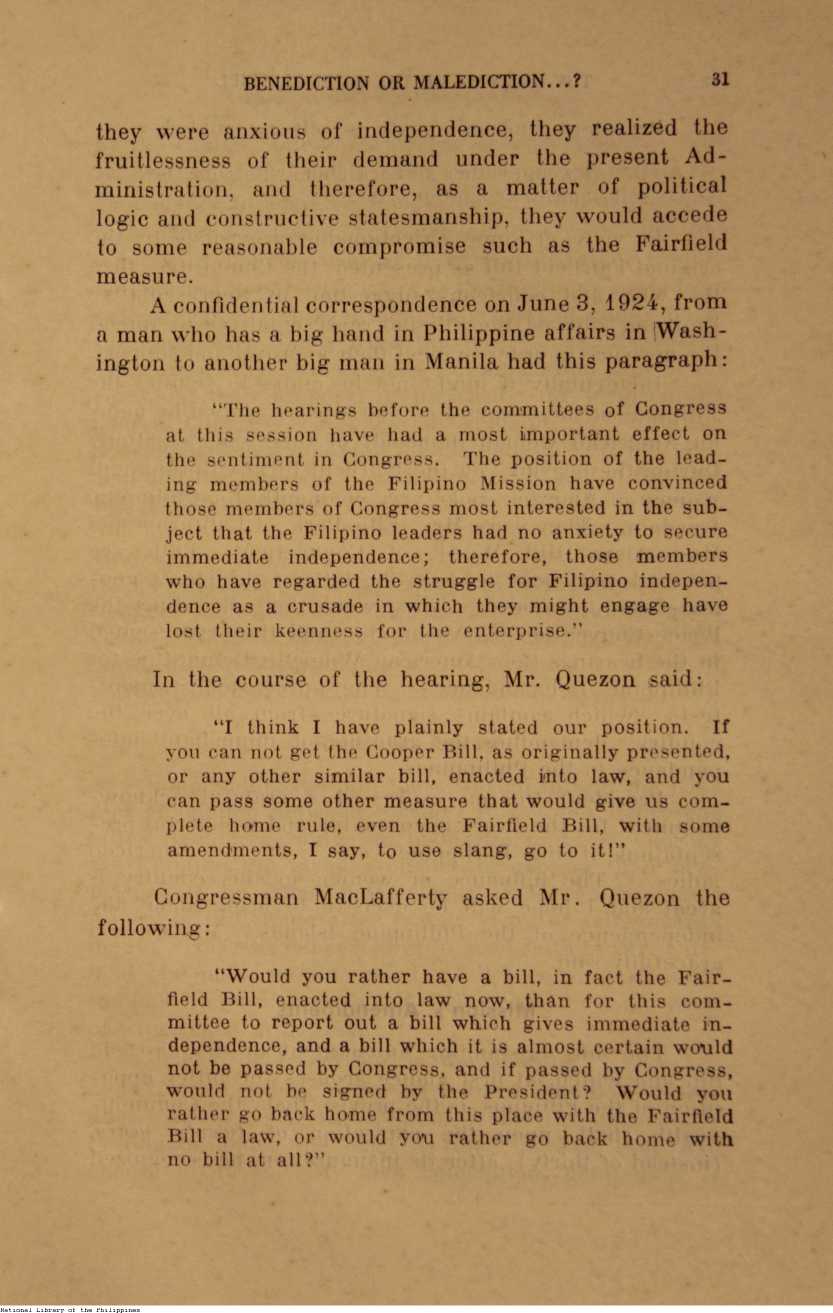 BENEDICTION OR MALEDICTION...? 31
they were anxious of independence, they realized the
fruitlessness of their demand under the present Ad-
ministration, and therefore, as a matter of political
logic and constructive statesmanship, they would accede
to some reasonable compromise such as the Fairfield
measure.
A confidential correspondence on June 3, 1924, from
a man who has a big hand in Philippine affairs in Wash-
ington to another big man in Manila had this paragraph:
"The hearings before the committees of Congress
at this session have had a most important effect on
the sentiment in Congress. The position of the lead-
ing members of the Filipino Mission have convinced
those members of Congress most interested in the sub-
ject that the Filipino leaders had no anxiety to secure
immediate independence; therefore, those members
who have regarded the struggle for Filipino indepen-
dence as a crusade in which they might engage have
lost their keenness for the enterprise."
In the course of the hearing, Mr. Quezon said:
"I think I have plainly stated our position. If
you can not get the Cooper Bill, as originally presented,
or any other similar bill, enacted into law, and you
can pass some other measure that would give us com-
plete home rule, even the Fairfield Bill, with some
amendments, I say, to use slang, go to it!"
Congressman MacLafferty asked Mr. Quezon the
following:
"Would you rather have a bill, in fact the Fair-
field Bill, enacted into law now, than for this com-
mittee to report out a bill which gives immediate in-
dependence, and a bill which it is almost certain would
not be passed by Congress, and if passed by Congress,
would not be signed by the President? Would you
rather go back home from this place with the Fairfield
Bill a law, or would you rather go back home with
no bill at all?"
National Library of the Philippines